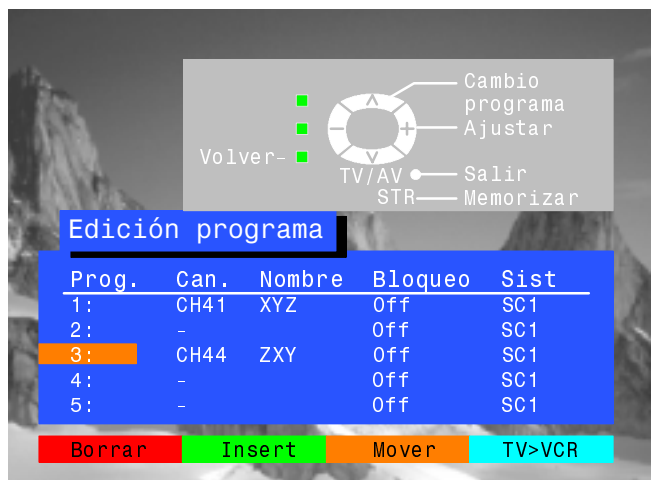 Cambio
programa
Ajustar
Volver–
TV/AV
Salir
STR
Memorizar
Edición programa
Prog. Can. Nombre Bloqueo Sist
1: CH41 XYZ Off SC1
2: – Off SC1
3: CH44 ZXY Off SC1
4: – Off SC1
5: – Off SC1
Borrar Insert Mover TV>VCR